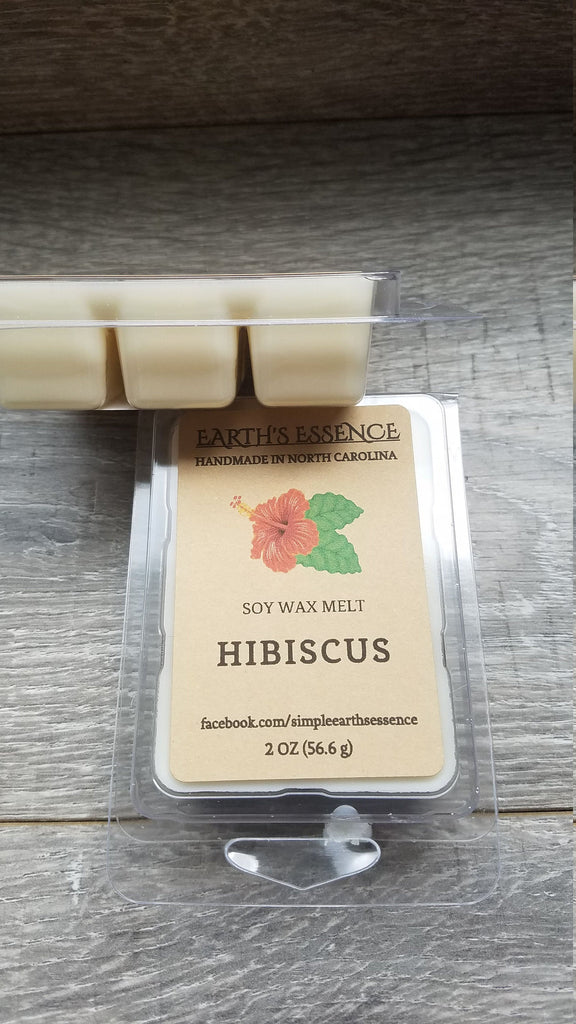 EARTH'S ESSENCE
HANDMADE IN NORTH CAROLINA
SOY WAX MELT
HIBISCUS
facebook.com/simpleearthsessence
2 OZ (56.6 g)